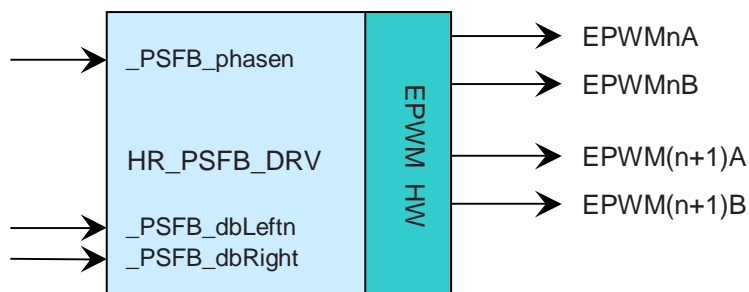 _PSFB_phasen
HR_PSFB_DRV
_PSFB_dbLeftn
_PSFB_dbRight
EPWM HW
EPWMnA
EPWMnB
EPWM(n+1)A
EPWM(n+1)B